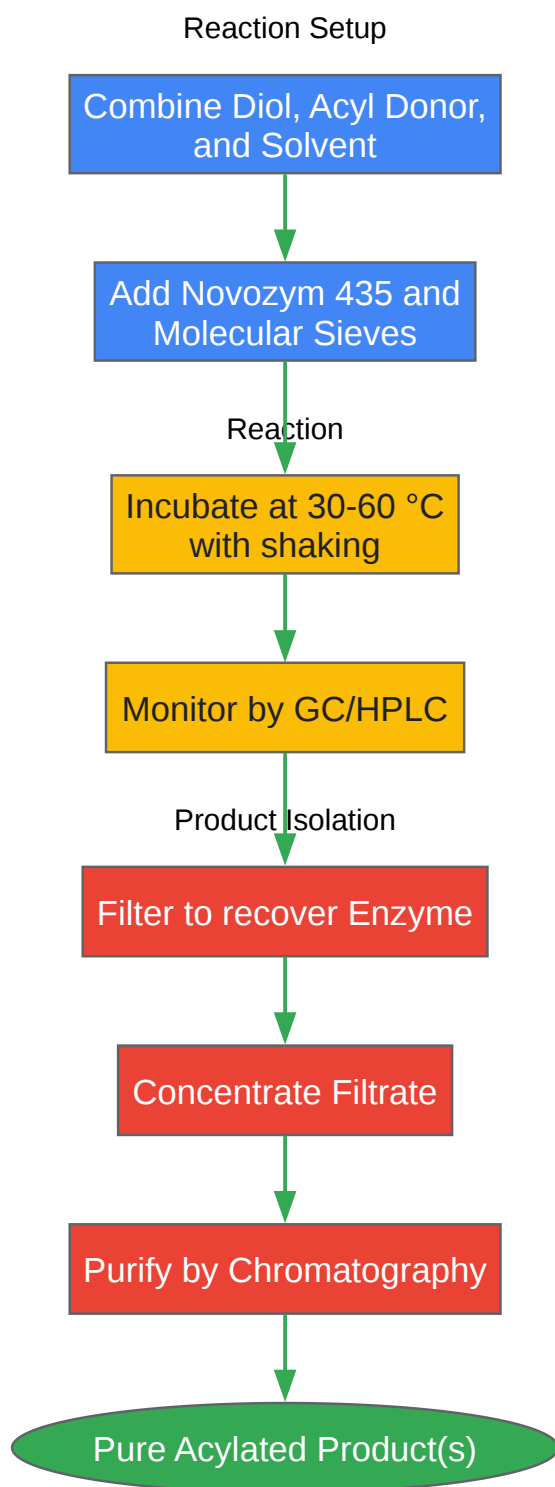 Reaction Setup
Combine Diol, Acyl Donor,
and Solvent
Add Novozym 435 and
Molecular Sieves
Reaction
Incubate at 30-60 °C
with shaking
Monitor by GC/HPLC
Product Isolation
Filter to recover Enzyme
Concentrate Filtrate
Purify by Chromatography
Pure Acylated Product(s)